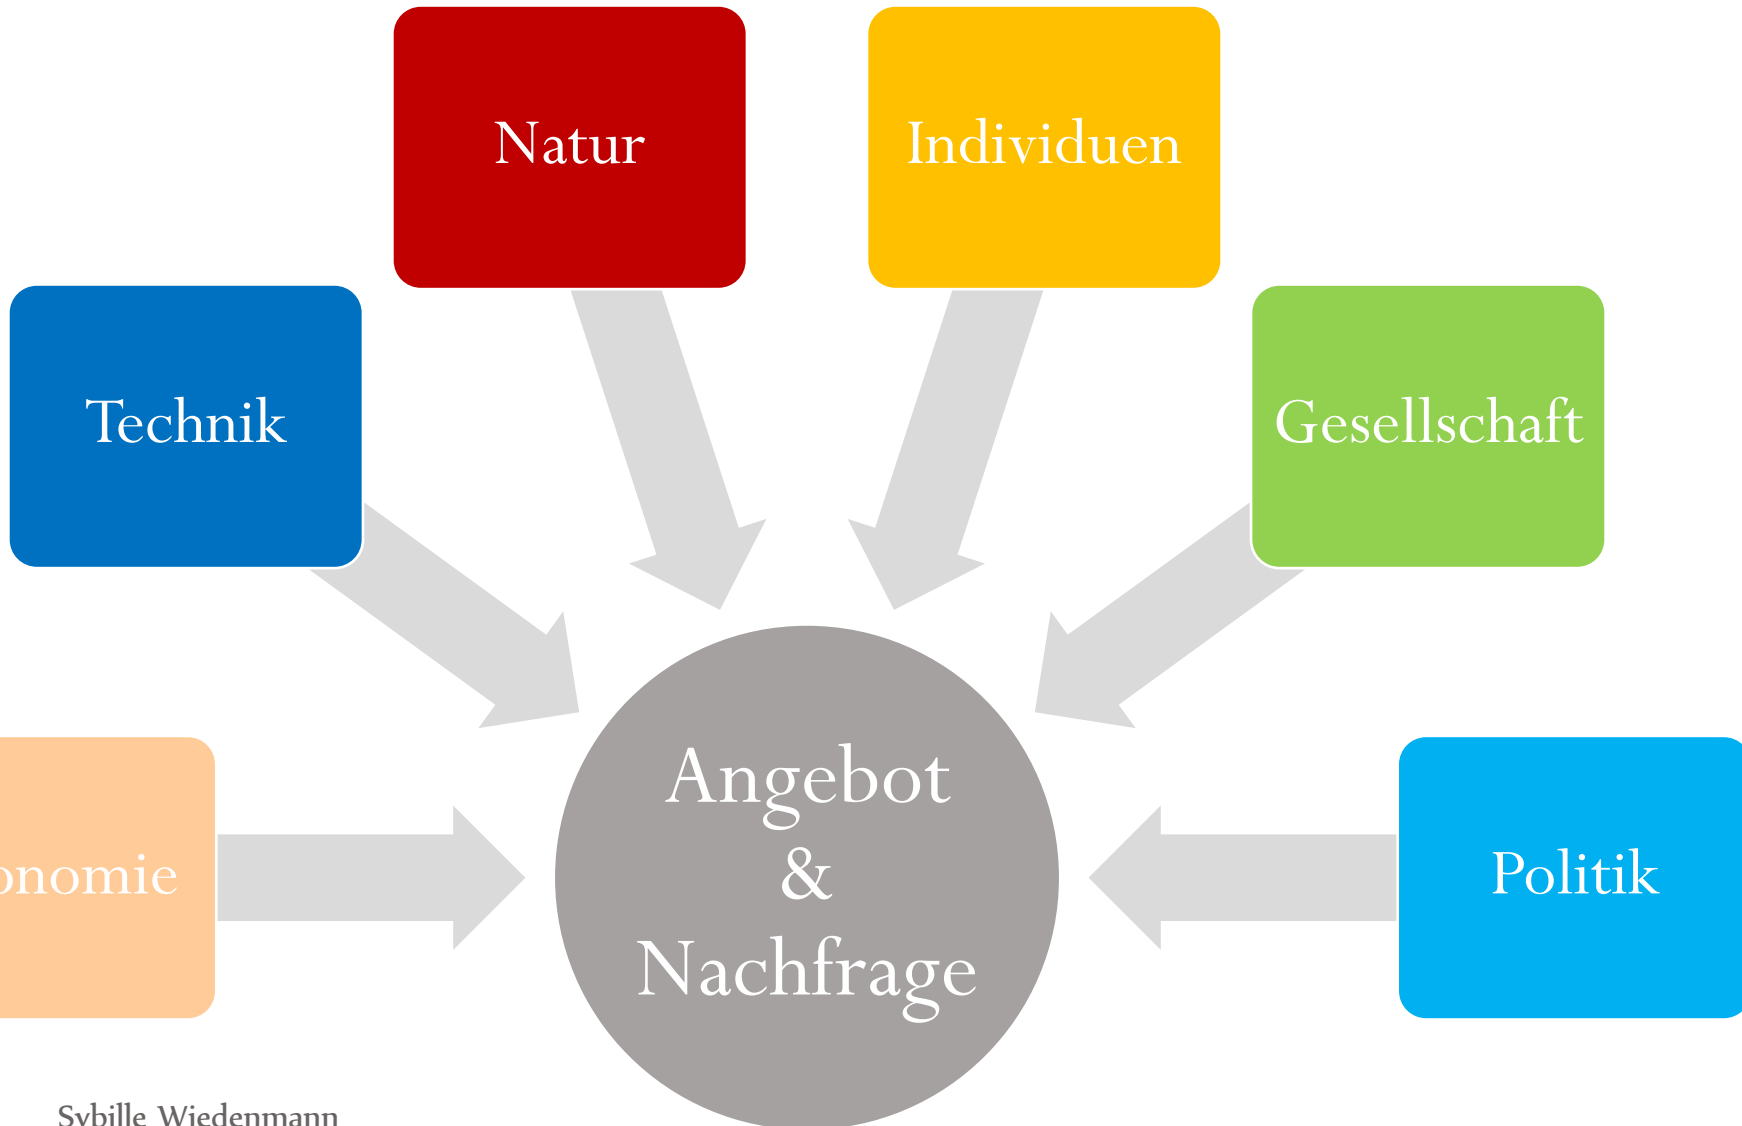 Natur
Individuen
Technik
Gesellschaft
onomie
Politik
Angebot
&
Nachfrage
Sybille Wiedenmann